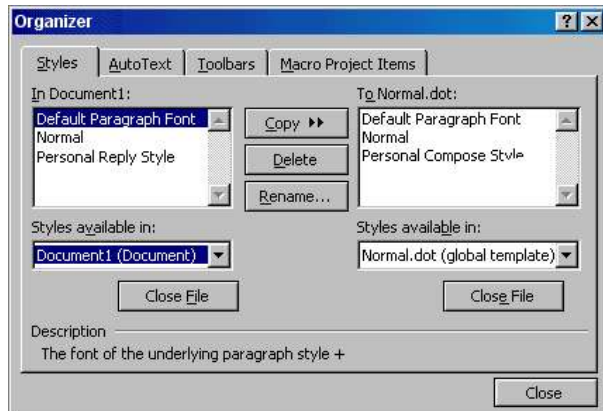 Organizer
Styles AutoText Toolbars Macro Project Items
In Document1:
Default Paragraph Font
Normal
Personal Reply Style
Copy
Delete
Rename...
To Normal.dot:
Default Paragraph Font
Normal
Personal Compose Style
Styles available in:
Document1 (Document)
Close File
Styles available in:
Normal.dot (global template)
Close File
Description
The font of the underlying paragraph style +
Close